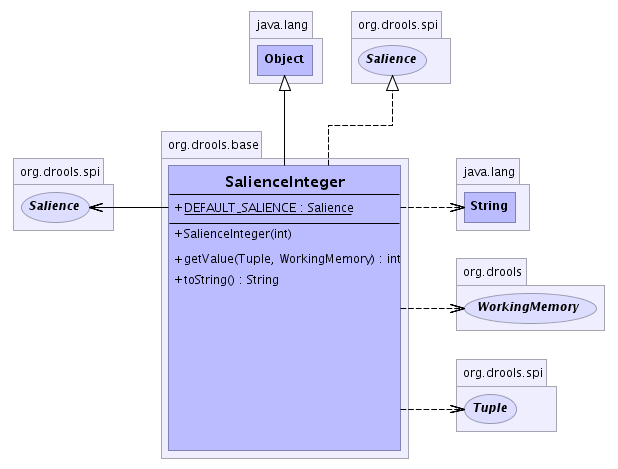 java.lang
Object
org.drools.spi
Salience
org.drools.base
SalienceInteger
+DEFAULT_SALIENCE : Salience
+SalienceInteger(int)
+getValue(Tuple, WorkingMemory) : int
+toString() : String
org.drools.spi
Salience
java.lang
String
org.drools
WorkingMemory
org.drools.spi
Tuple